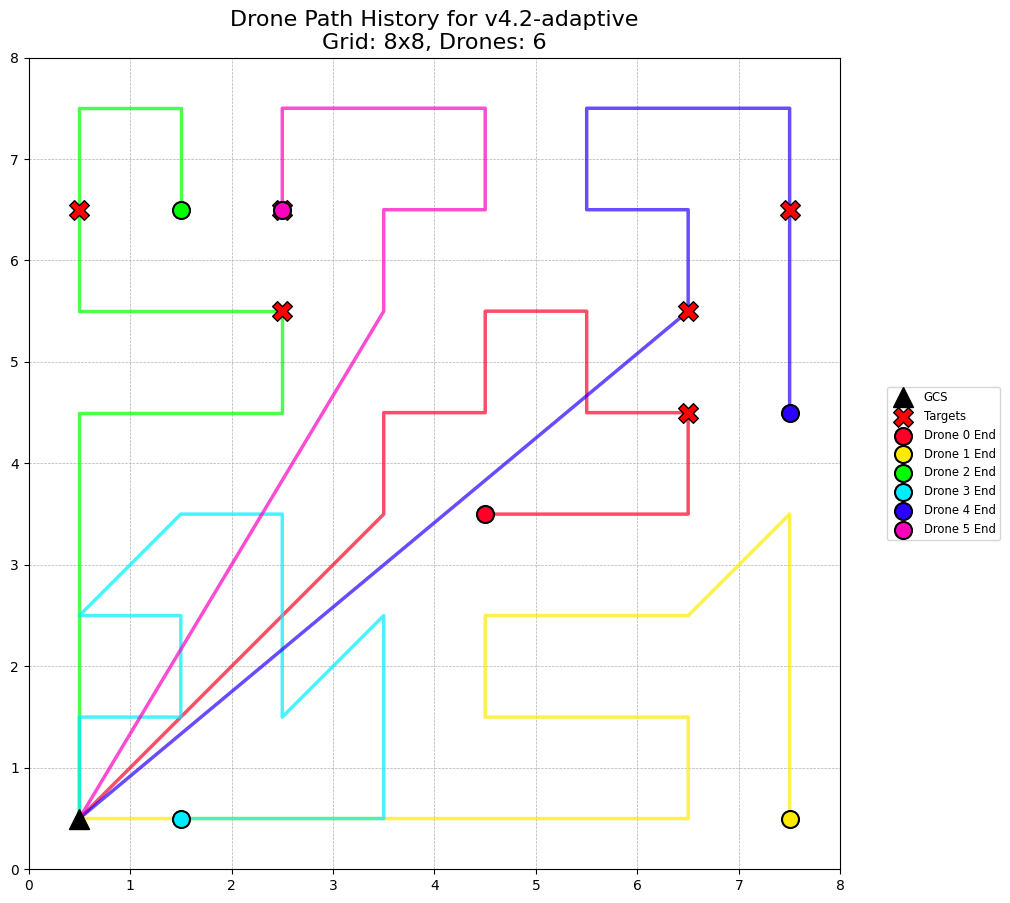 Drone Path History for v4.2-adaptive
Grid: 8x8, Drones: 6
8
7
6
5
4
3
2
1
0
0 1 2 3 4 5 6 7 8
GCS
Targets
Drone 0 End
Drone 1 End
Drone 2 End
Drone 3 End
Drone 4 End
Drone 5 End